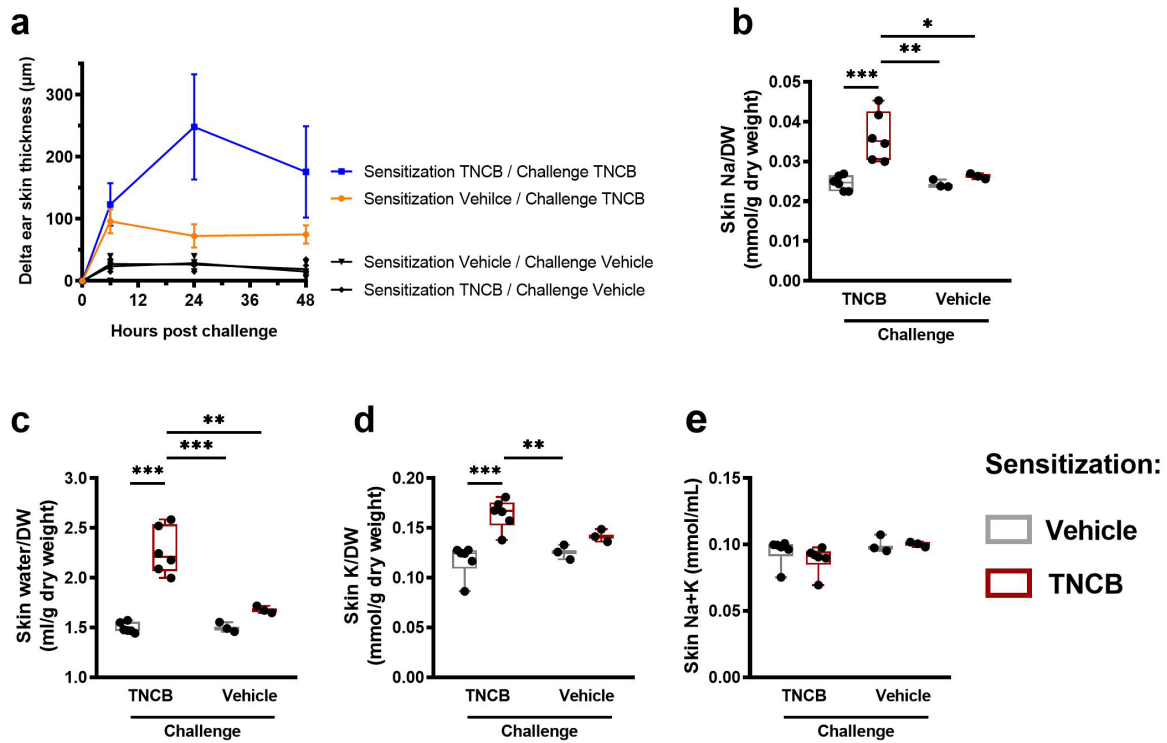 a
Delta ear skin thickness (µm)
300
200
100
0
0
12
24
36
48
Hours post challenge
Sensitization TNCB / Challenge TNCB
Sensitization Vehilce / Challenge TNCB
Sensitization Vehicle / Challenge Vehicle
Sensitization TNCB / Challenge Vehicle
b
*
**
***
Skin Na/DW
(mmol/g dry weight)
0.05
0.04
0.03
0.02
0.01
0.00
TNCB
Vehicle
Challenge
c
**
***
***
Skin water/DW
(ml/g dry weight)
3.0
2.5
2.0
1.5
1.0
TNCB
Vehicle
Challenge
d
**
***
Skin K/DW
(mmol/g dry weight)
0.20
0.15
0.10
0.05
0.00
TNCB
Vehicle
Challenge
e
Skin Na+K (mmol/mL)
0.15
0.10
0.05
0.00
TNCB
Vehicle
Challenge
Sensitization:
Vehicle
TNCB